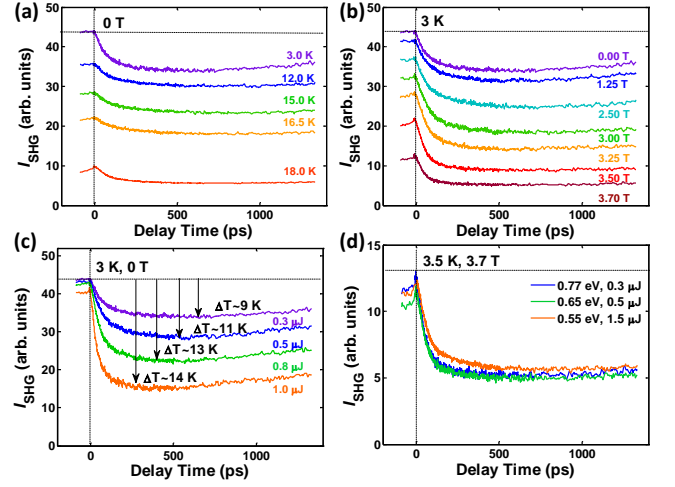 (a)
0 T
50
40
30
20
10
0
I SHG (arb. units)
3.0 K
12.0 K
15.0 K
16.5 K
18.0 K
0 500 1000
Delay Time (ps)
(b)
3 K
50
40
30
20
10
0
I SHG (arb. units)
0.00 T
1.25 T
2.50 T
3.00 T
3.25 T
3.50 T
3.70 T
0 500 1000
Delay Time (ps)
(c)
3 K, 0 T
50
40
30
20
10
0
I SHG (arb. units)
ΔT~9 K
0.3 μJ
ΔT~11 K
0.5 μJ
ΔT~13 K
0.8 μJ
ΔT~14 K
1.0 μJ
0 500 1000
Delay Time (ps)
(d)
3.5 K, 3.7 T
15
10
5
0
I SHG (arb. units)
0.77 eV, 0.3 μJ
0.65 eV, 0.5 μJ
0.55 eV, 1.5 μJ
0 500 1000
Delay Time (ps)